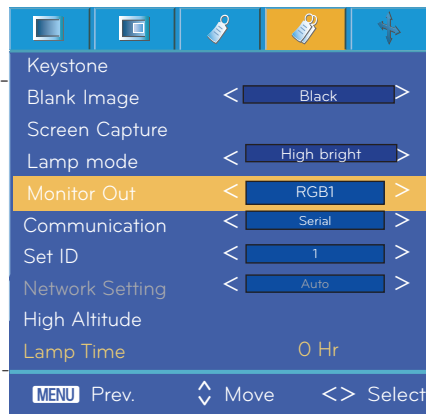 Keystone
Blank Image < Black >
Screen Capture
Lamp mode < High bright >
Monitor Out < RGB1 >
Communication < Serial >
Set ID < 1 >
Network Setting < Auto >
High Altitude
Lamp Time 0 Hr
MENU Prev. Move <> Select